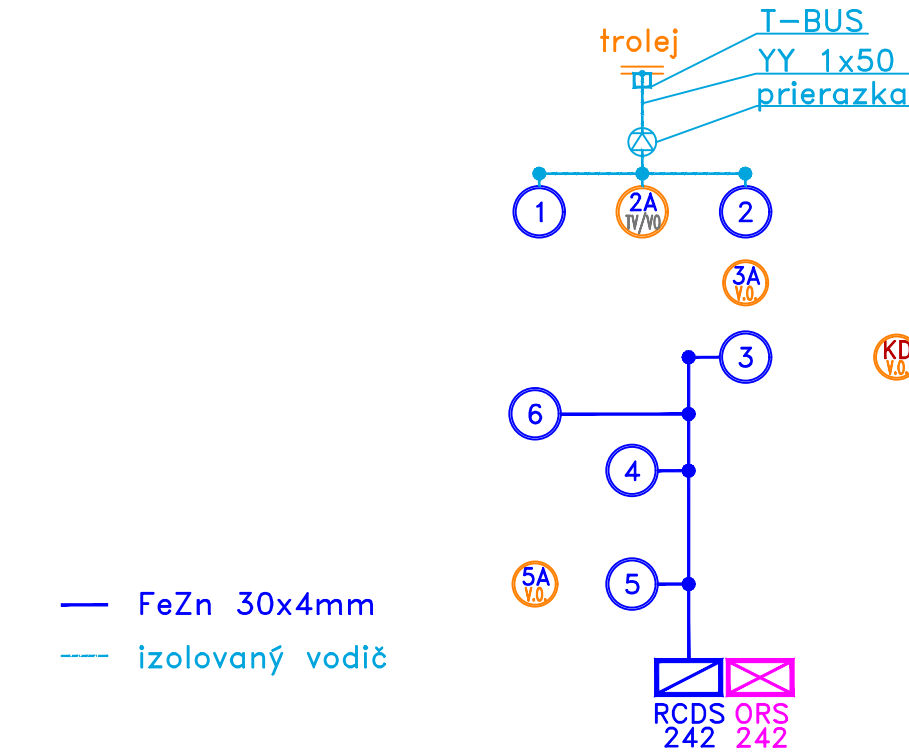 T-BUS
trolej
YY 1x50
prierazka
1
2A
TV/VO
2
3A
V.O.
3
KD
V.O.
6
4
5A
V.O.
5
FeZn 30x4mm
izolovaný vodič
RCDS
242
ORS
242